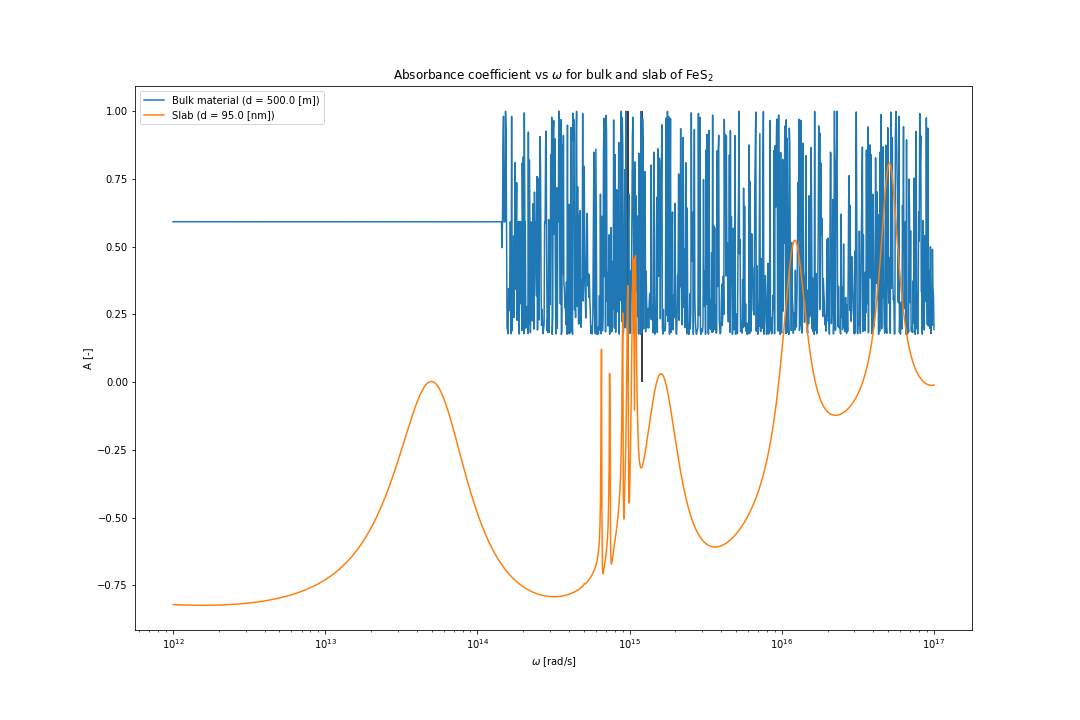 Absorbance coefficient vs ω for bulk and slab of FeS₂
Bulk material (d = 500.0 [m])
Slab (d = 95.0 [nm])
A [-]
1.00
0.75
0.50
0.25
0.00
−0.25
−0.50
−0.75
10¹²
10¹³
10¹⁴
10¹⁵
10¹⁶
10¹⁷
ω [rad/s]